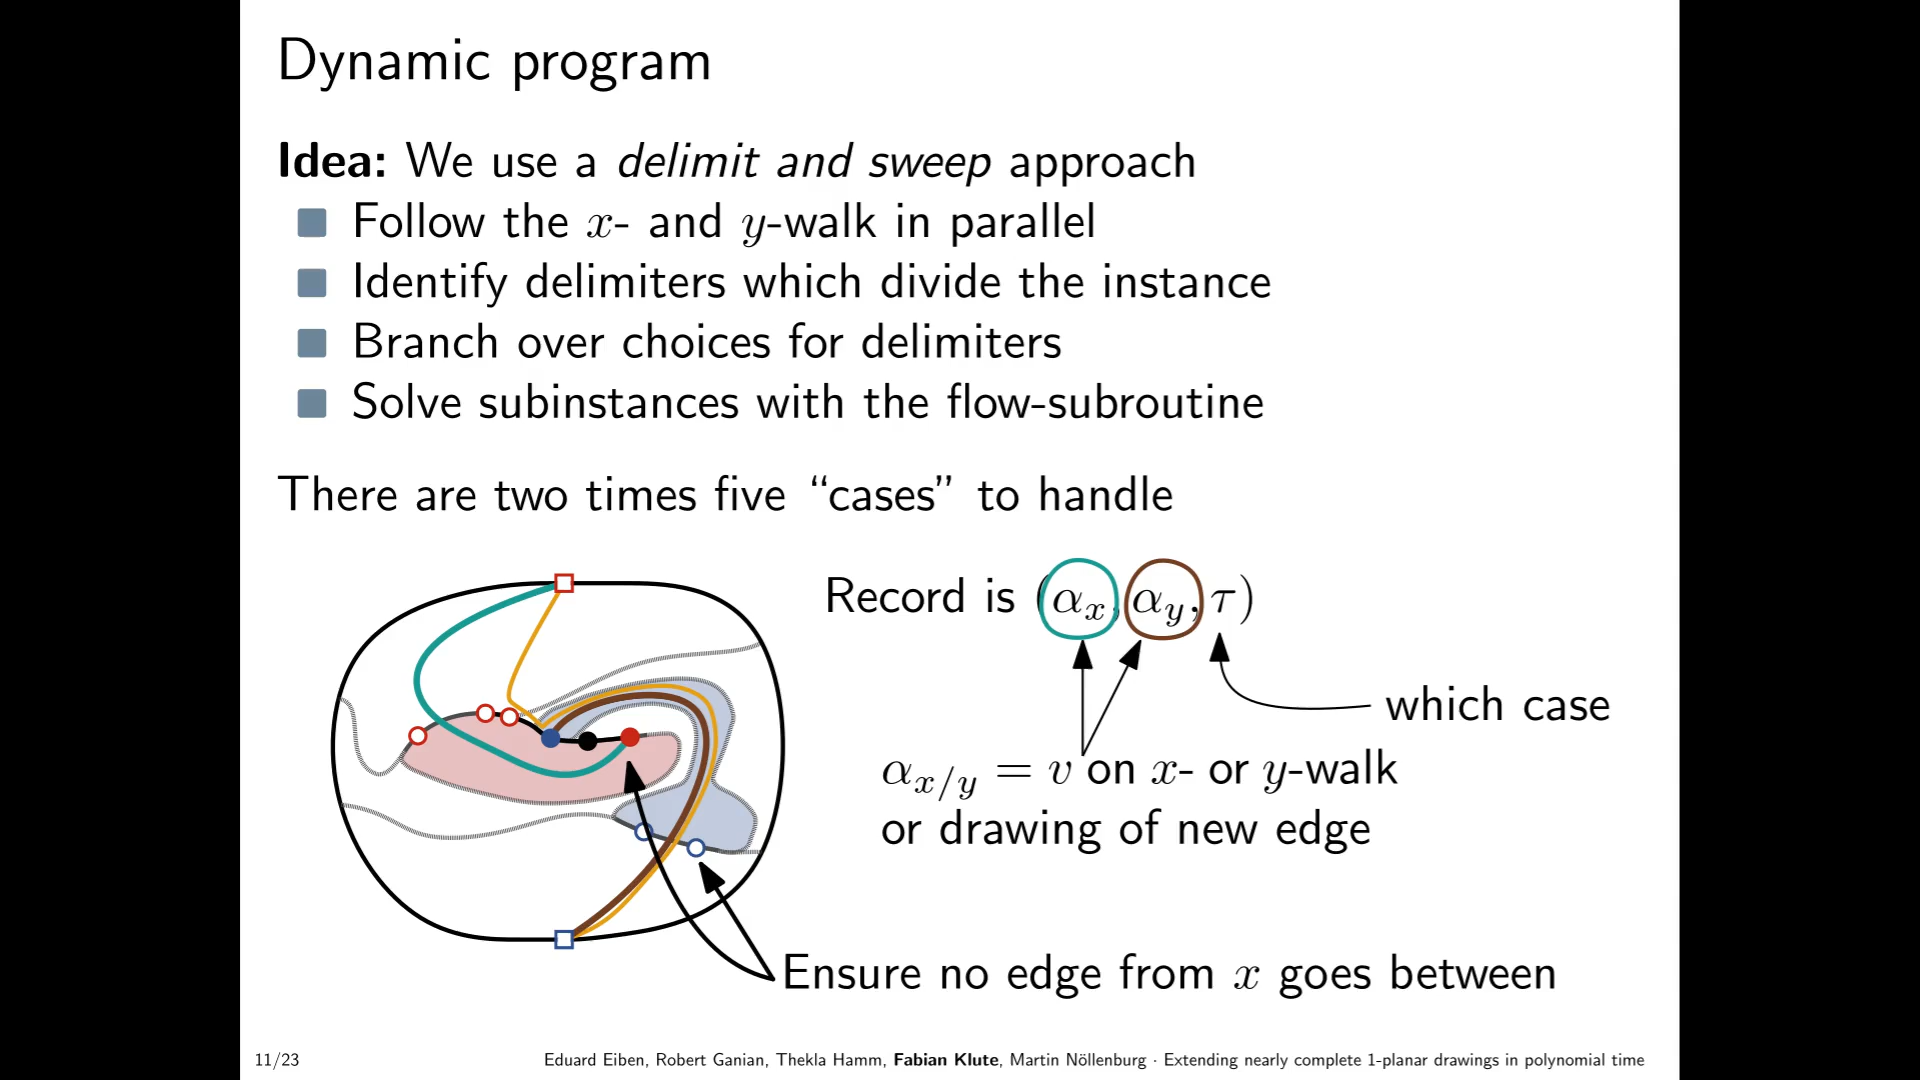 Dynamic program
Idea: We use a delimit and sweep approach
Follow the x- and y-walk in parallel
Identify delimiters which divide the instance
Branch over choices for delimiters
Solve subinstances with the flow-subroutine
There are two times five “cases” to handle
Record is (αx, αy, τ)
which case
αx/y = v on x- or y-walk
or drawing of new edge
Ensure no edge from x goes between
11/23
Eduard Eiben, Robert Ganian, Thekla Hamm, Fabian Klute, Martin Nöllenburg · Extending nearly complete 1-planar drawings in polynomial time